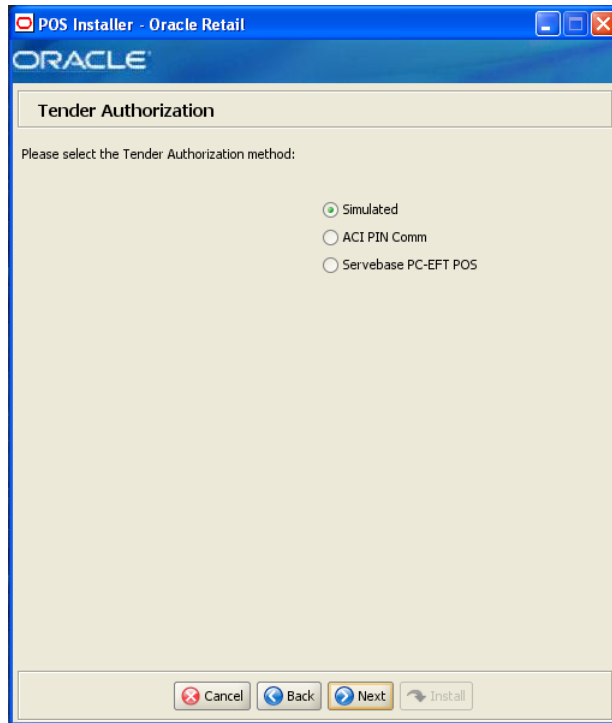 POS Installer - Oracle Retail
ORACLE
Tender Authorization
Please select the Tender Authorization method:
Simulated
ACI PIN Comm
Servebase PC-EFT POS
Cancel Back Next Install